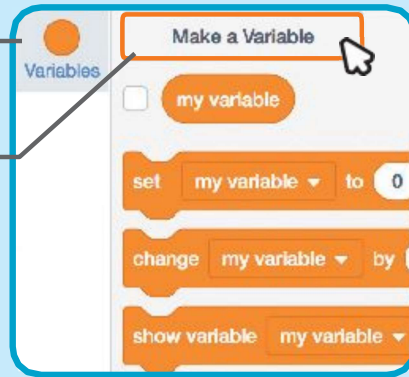 Make a Variable
Variables
my variable
set my variable to 0
change my variable by
show variable my variable